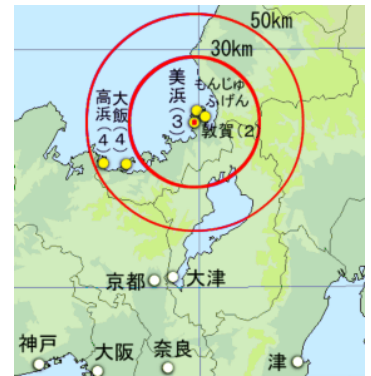 50km
30km
美浜(3)
もんじゅ
ふげん
敦賀(2)
大飯(4)
高浜(4)
京都
大津
神戸
大阪
奈良
津